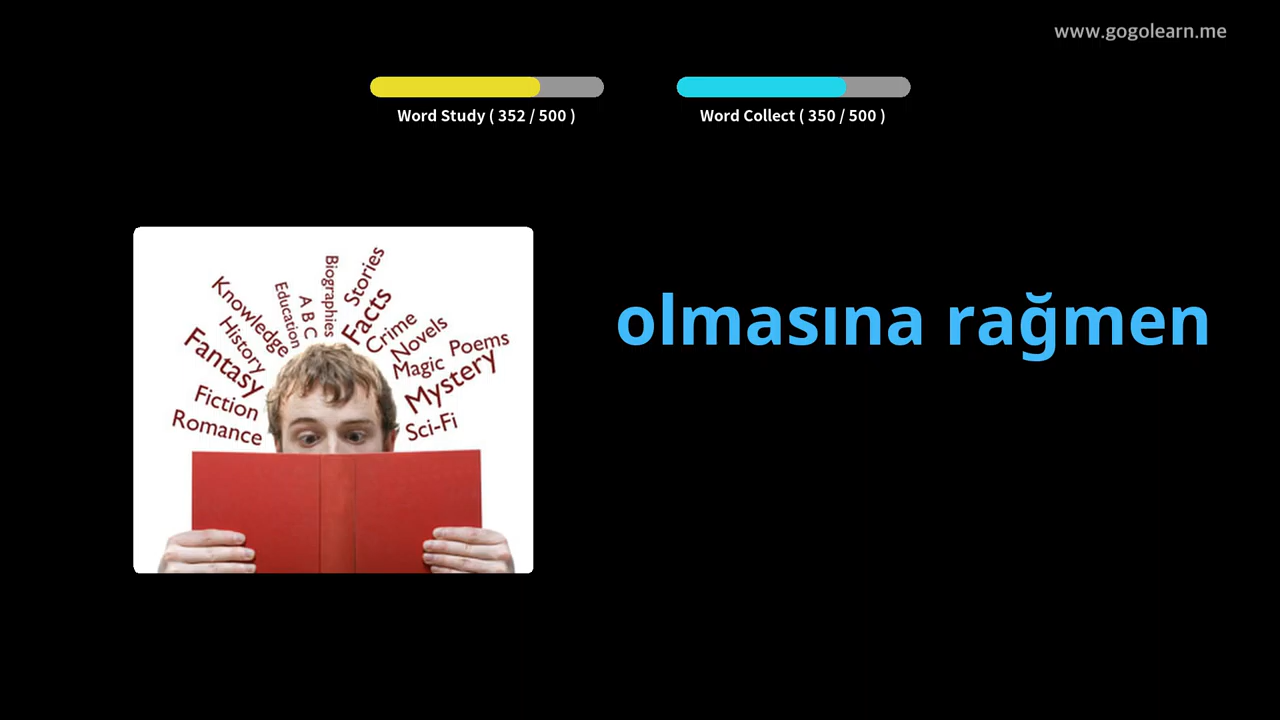 www.gogolearn.me
Word Study ( 352 / 500 )
Word Collect ( 350 / 500 )
olmasına rağmen
Biographies
Stories
Education
A B C
Facts
Knowledge
Crime
History
Novels
Fantasy
Magic
Poems
Mystery
Fiction
Romance
Sci-Fi